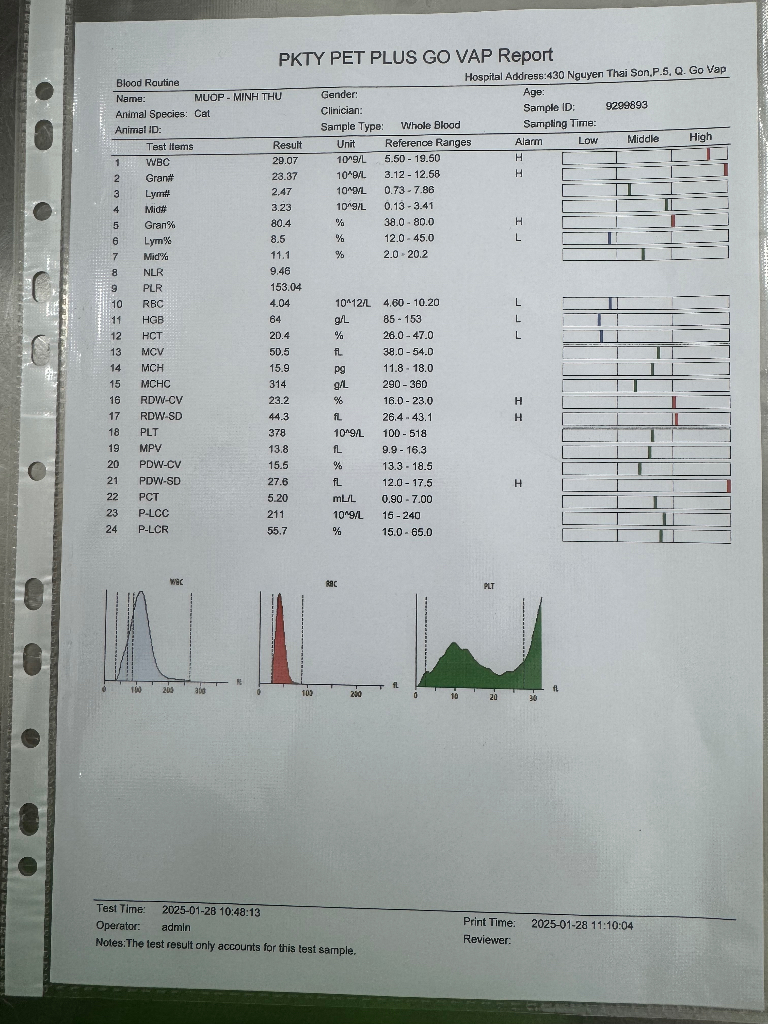 PKTY PET PLUS GO VAP Report
Blood Routine Hospital Address:430 Nguyen Thai Son,P.5, Q. Go Vap
Name: MUOP - MINH THU Gender: Age:
Animal Species: Cat Clinician: Sample ID: 9299893
Animal ID: Sample Type: Whole Blood Sampling Time:
Test Items Result Unit Reference Ranges Alarm Low Middle High
1 WBC 29.07 10^9/L 5.50 - 19.50 H
2 Gran# 23.37 10^9/L 3.12 - 12.58 H
3 Lym# 2.47 10^9/L 0.73 - 7.86
4 Mid# 3.23 10^9/L 0.13 - 3.41
5 Gran% 80.4 % 38.0 - 80.0 H
6 Lym% 8.5 % 12.0 - 45.0 L
7 Mid% 11.1 % 2.0 - 20.2
8 NLR 9.46
9 PLR 153.04
10 RBC 4.04 10^12/L 4.60 - 10.20 L
11 HGB 64 g/L 85 - 153 L
12 HCT 20.4 % 26.0 - 47.0 L
13 MCV 50.5 fL 38.0 - 54.0
14 MCH 15.9 pg 11.8 - 18.0
15 MCHC 314 g/L 290 - 360
16 RDW-CV 23.2 % 16.0 - 23.0 H
17 RDW-SD 44.3 fL 26.4 - 43.1 H
18 PLT 378 10^9/L 100 - 518
19 MPV 13.8 fL 9.9 - 16.3
20 PDW-CV 15.5 % 13.3 - 18.5
21 PDW-SD 27.6 fL 12.0 - 17.5 H
22 PCT 5.20 mL/L 0.90 - 7.00
23 P-LCC 211 10^9/L 15 - 240
24 P-LCR 55.7 % 15.0 - 65.0
WBC RBC PLT
0 100 200 300 fL 0 100 200 fL 0 10 20 30 fL
Test Time: 2025-01-28 10:48:13 Print Time: 2025-01-28 11:10:04
Operator: admin Reviewer:
Notes:The test result only accounts for this test sample.